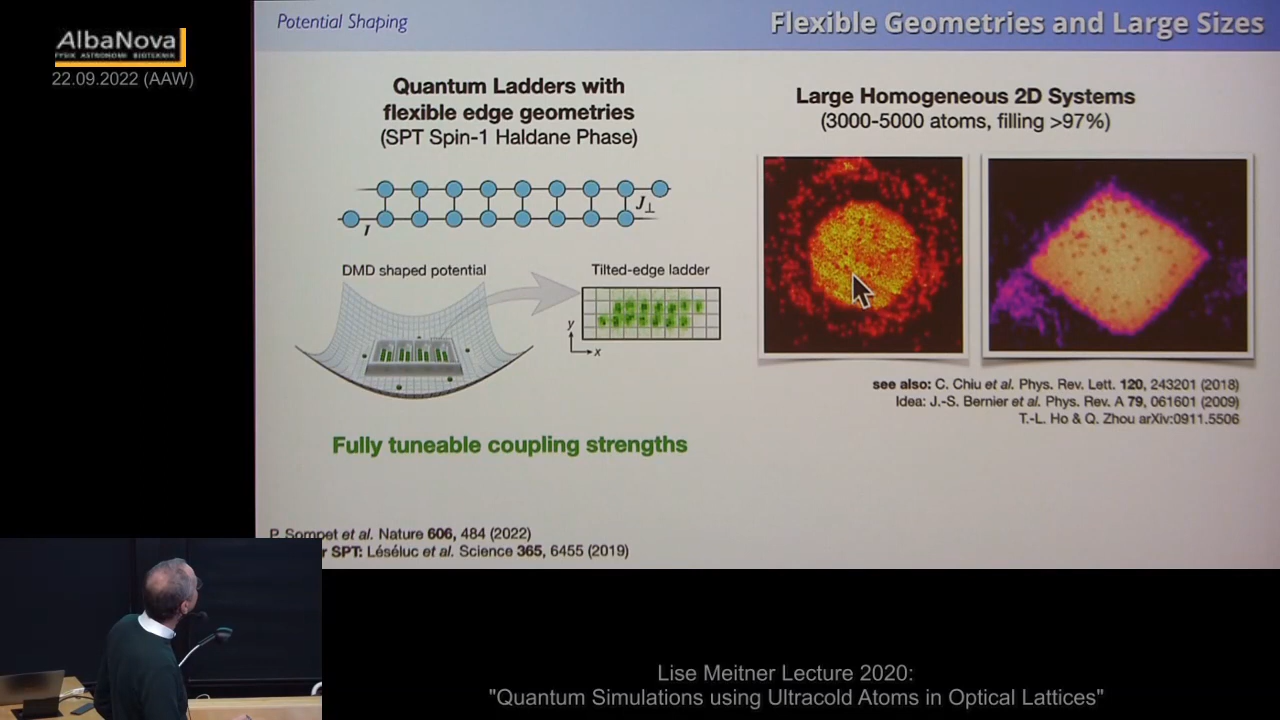 AlbaNova
FYSIK ASTRONOMI BIOTEKNIK
22.09.2022 (AAW)
Potential Shaping
Flexible Geometries and Large Sizes
Quantum Ladders with
flexible edge geometries
(SPT Spin-1 Haldane Phase)
J⊥
J
DMD shaped potential
Tilted-edge ladder
y
x
Fully tuneable coupling strengths
P. Sompet et al. Nature 606, 484 (2022)
SPT: Léséluc et al. Science 365, 6455 (2019)
Large Homogeneous 2D Systems
(3000-5000 atoms, filling >97%)
see also: C. Chiu et al. Phys. Rev. Lett. 120, 243201 (2018)
Idea: J.-S. Bernier et al. Phys. Rev. A 79, 061601 (2009)
T.-L. Ho & Q. Zhou arXiv:0911.5506
Lise Meitner Lecture 2020:
"Quantum Simulations using Ultracold Atoms in Optical Lattices"